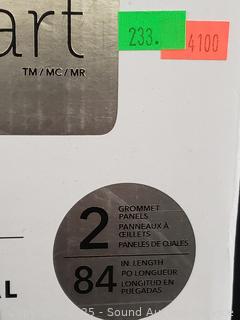 art
TM/MC/MR
233.
4100
2
GROMMET
PANELS
PANNEAUX À
ŒILLETS
PANELES DE OJALES
84
IN. LENGTH
PO LONGUEUR
LONGITUD EN
PULGADAS
AL